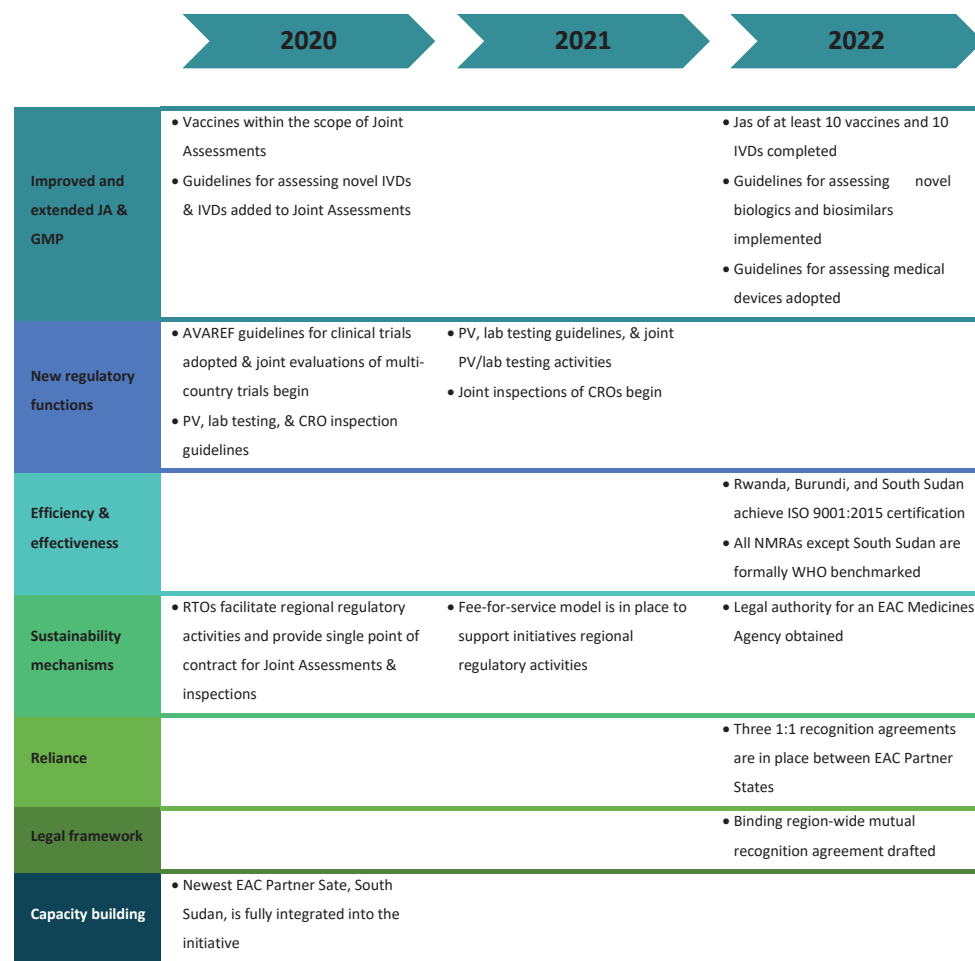 2020
2021
2022
Improved and
extended JA &
GMP
• Vaccines within the scope of Joint
Assessments
• Guidelines for assessing novel IVDs
& IVDs added to Joint Assessments
• Jas of at least 10 vaccines and 10
IVDs completed
• Guidelines for assessing novel
biologics and biosimilars
implemented
• Guidelines for assessing medical
devices adopted
New regulatory
functions
• AVAREF guidelines for clinical trials
adopted & joint evaluations of multi-
country trials begin
• PV, lab testing, & CRO inspection
guidelines
• PV, lab testing guidelines, & joint
PV/lab testing activities
• Joint inspections of CROs begin
Efficiency &
effectiveness
• Rwanda, Burundi, and South Sudan
achieve ISO 9001:2015 certification
• All NMRAs except South Sudan are
formally WHO benchmarked
Sustainability
mechanisms
• RTOs facilitate regional regulatory
activities and provide single point of
contract for Joint Assessments &
inspections
• Fee-for-service model is in place to
support initiatives regional
regulatory activities
• Legal authority for an EAC Medicines
Agency obtained
Reliance
• Three 1:1 recognition agreements
are in place between EAC Partner
States
Legal framework
• Binding region-wide mutual
recognition agreement drafted
Capacity building
• Newest EAC Partner Sate, South
Sudan, is fully integrated into the
initiative